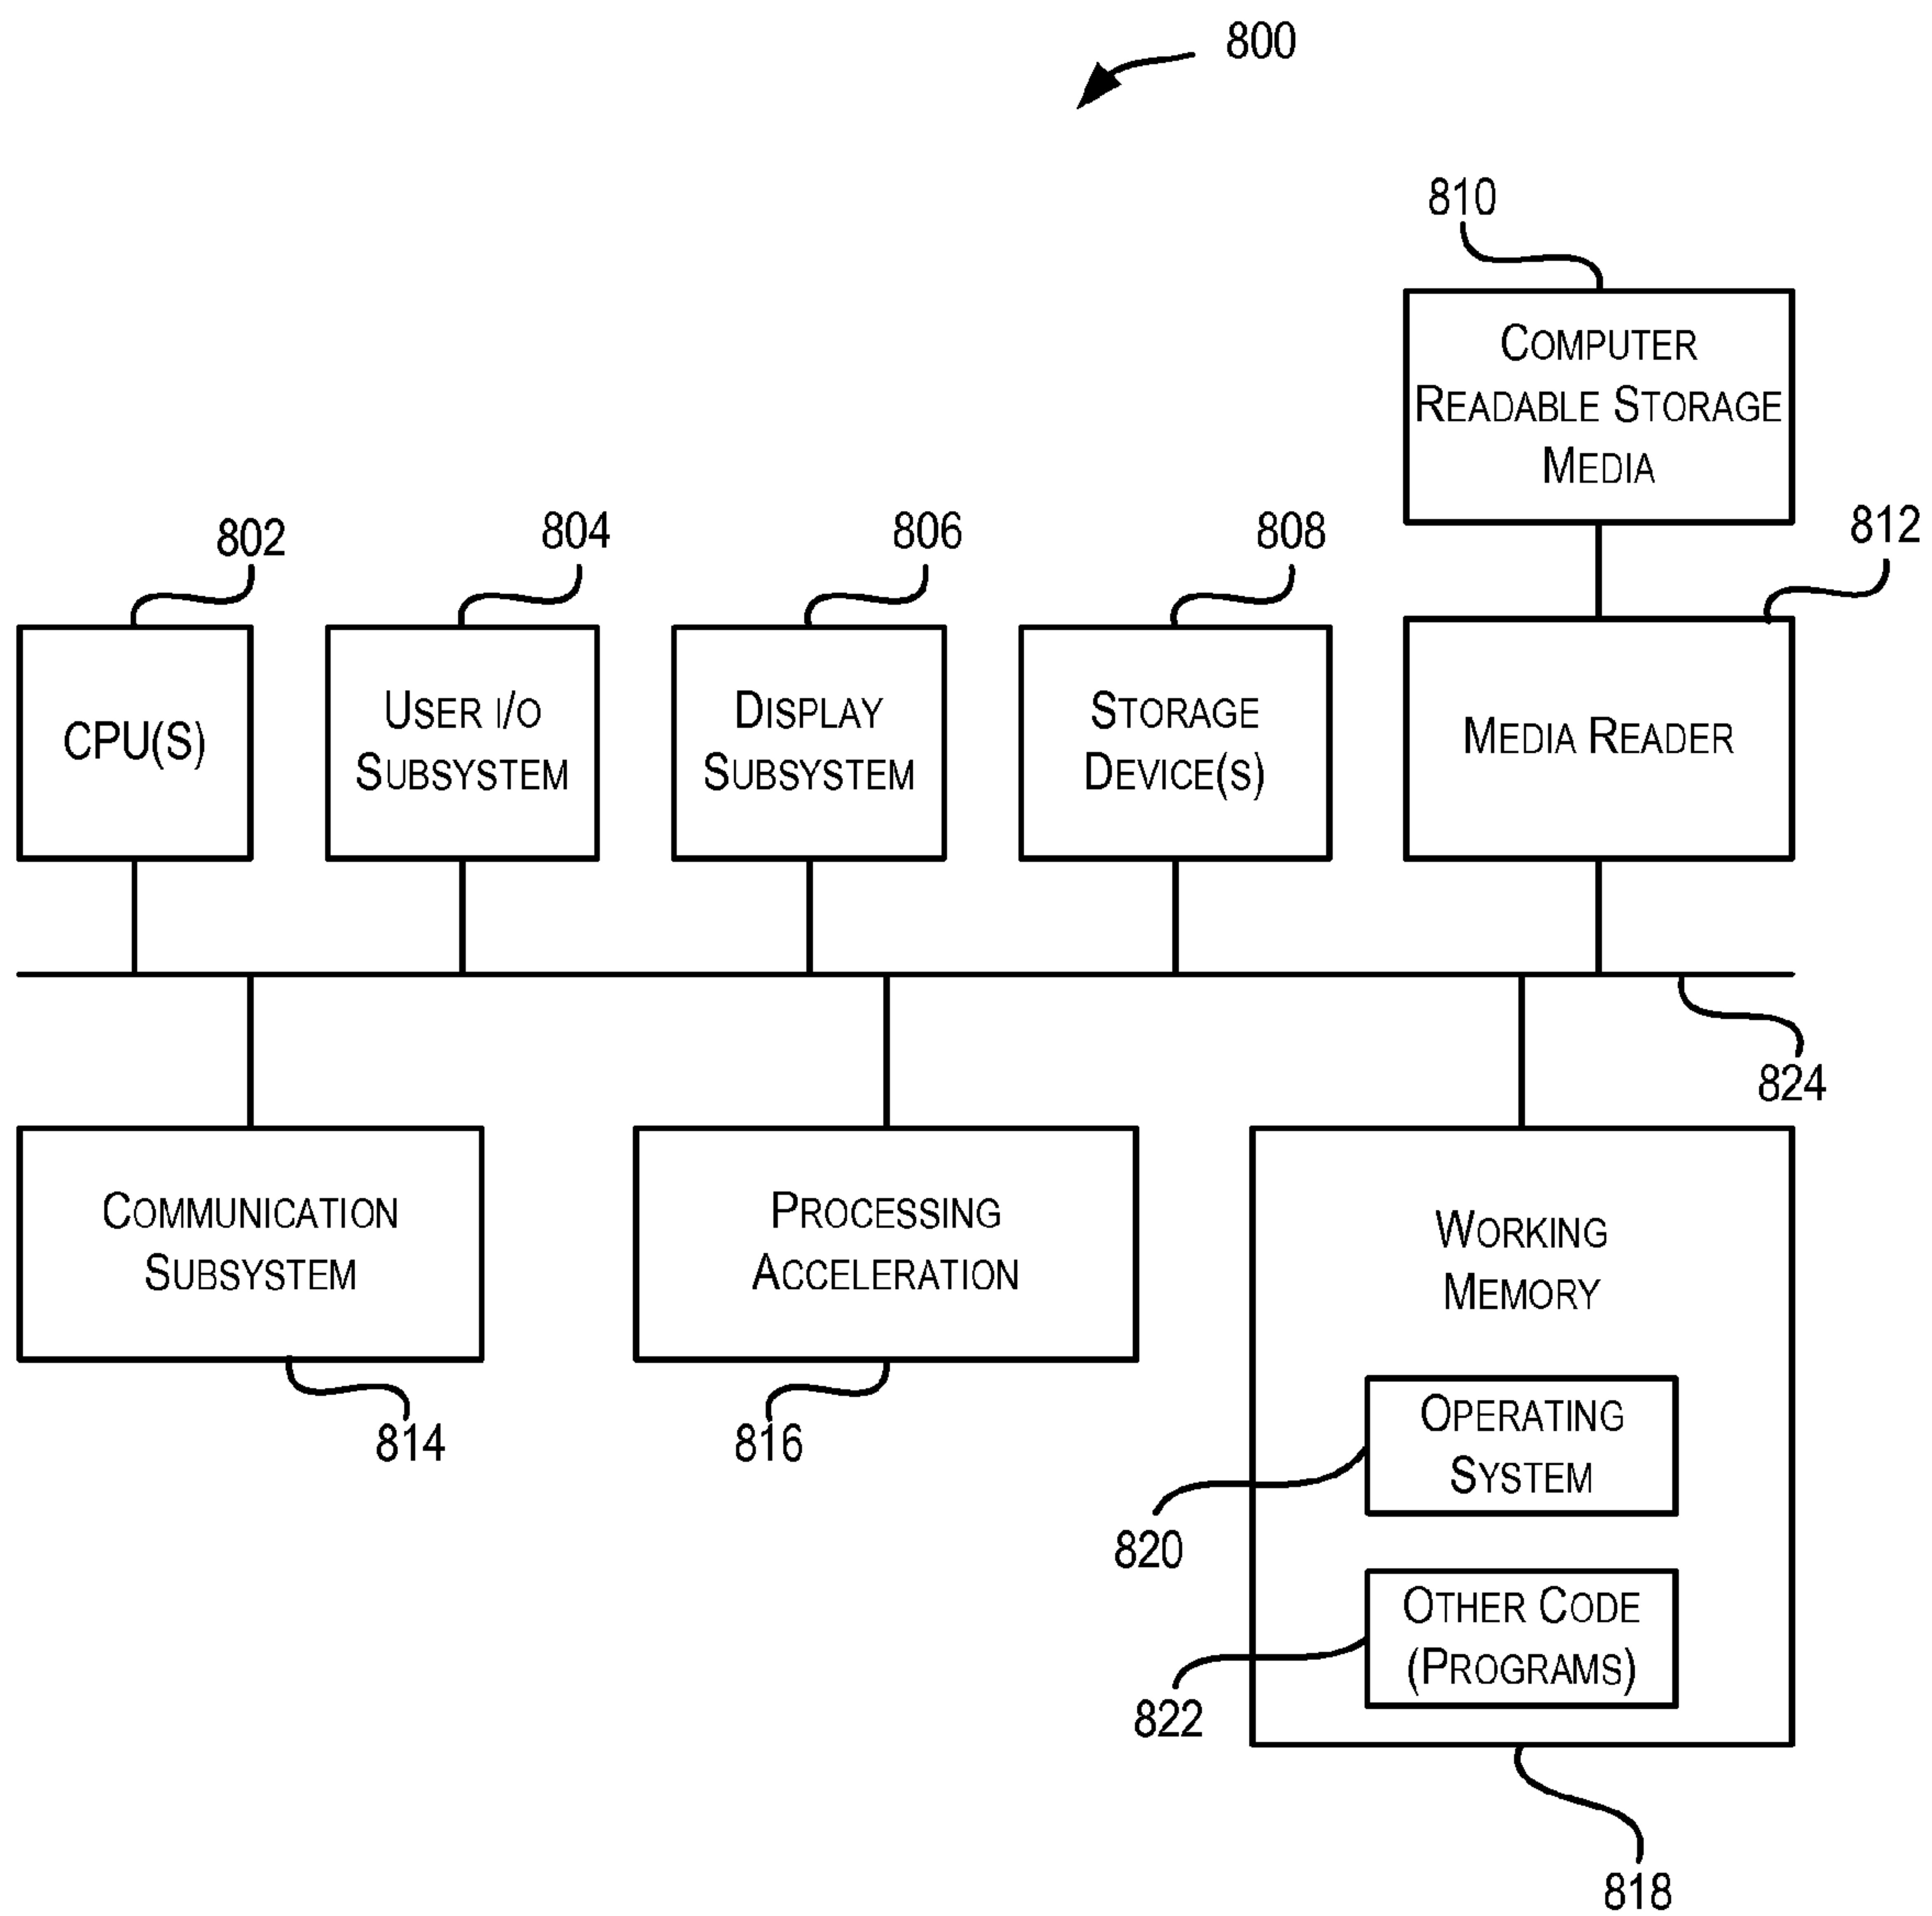 800
810
COMPUTER
READABLE STORAGE
MEDIA
802
804
806
808
812
CPU(S)
USER I/O
SUBSYSTEM
DISPLAY
SUBSYSTEM
STORAGE
DEVICE(S)
MEDIA READER
824
COMMUNICATION
SUBSYSTEM
814
PROCESSING
ACCELERATION
816
WORKING
MEMORY
OPERATING
SYSTEM
820
OTHER CODE
(PROGRAMS)
822
818